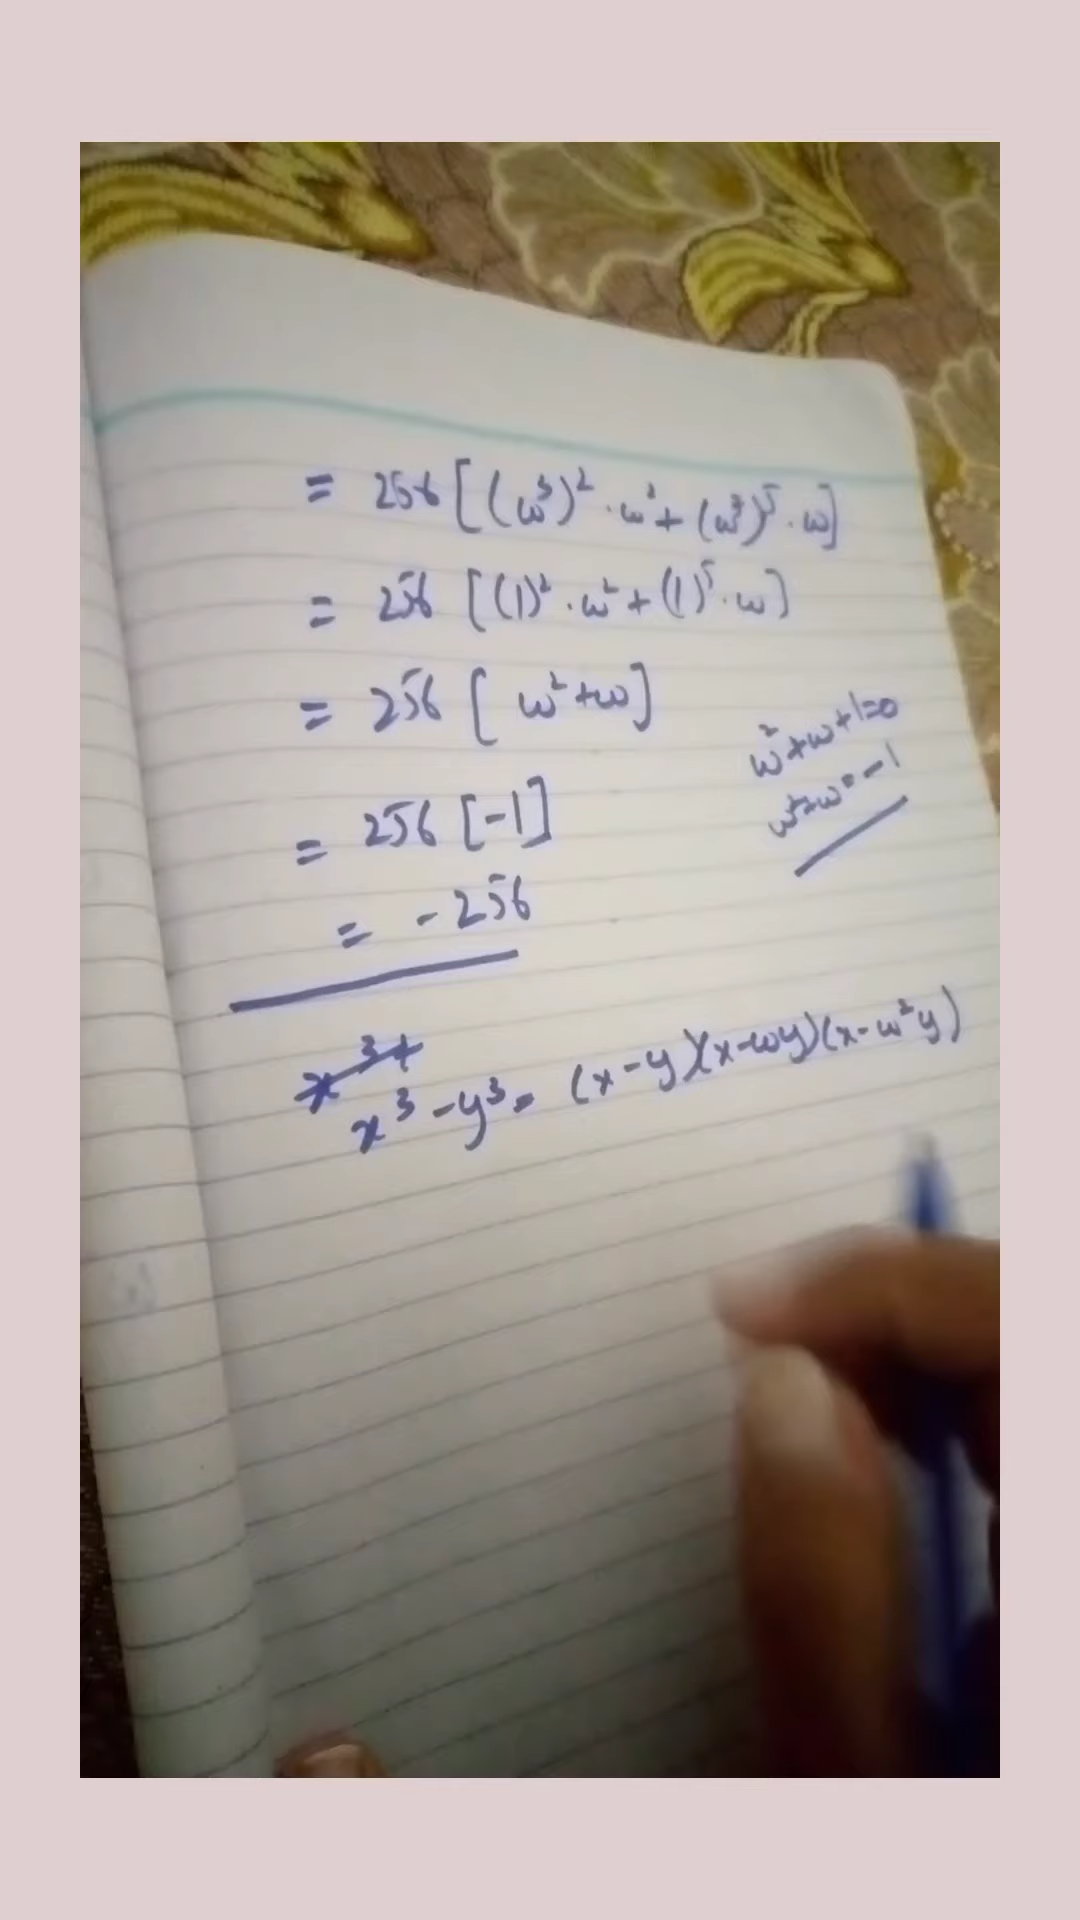 = 256 [(ω³)² · ω² + (ω³)⁵ · ω]
= 256 [(1)² · ω² + (1)⁵ · ω]
= 256 [ω² + ω]
ω² + ω + 1 = 0
ω² + ω = -1
= 256 [-1]
= -256
x³ - y³ = (x - y)(x - ωy)(x - ω²y)